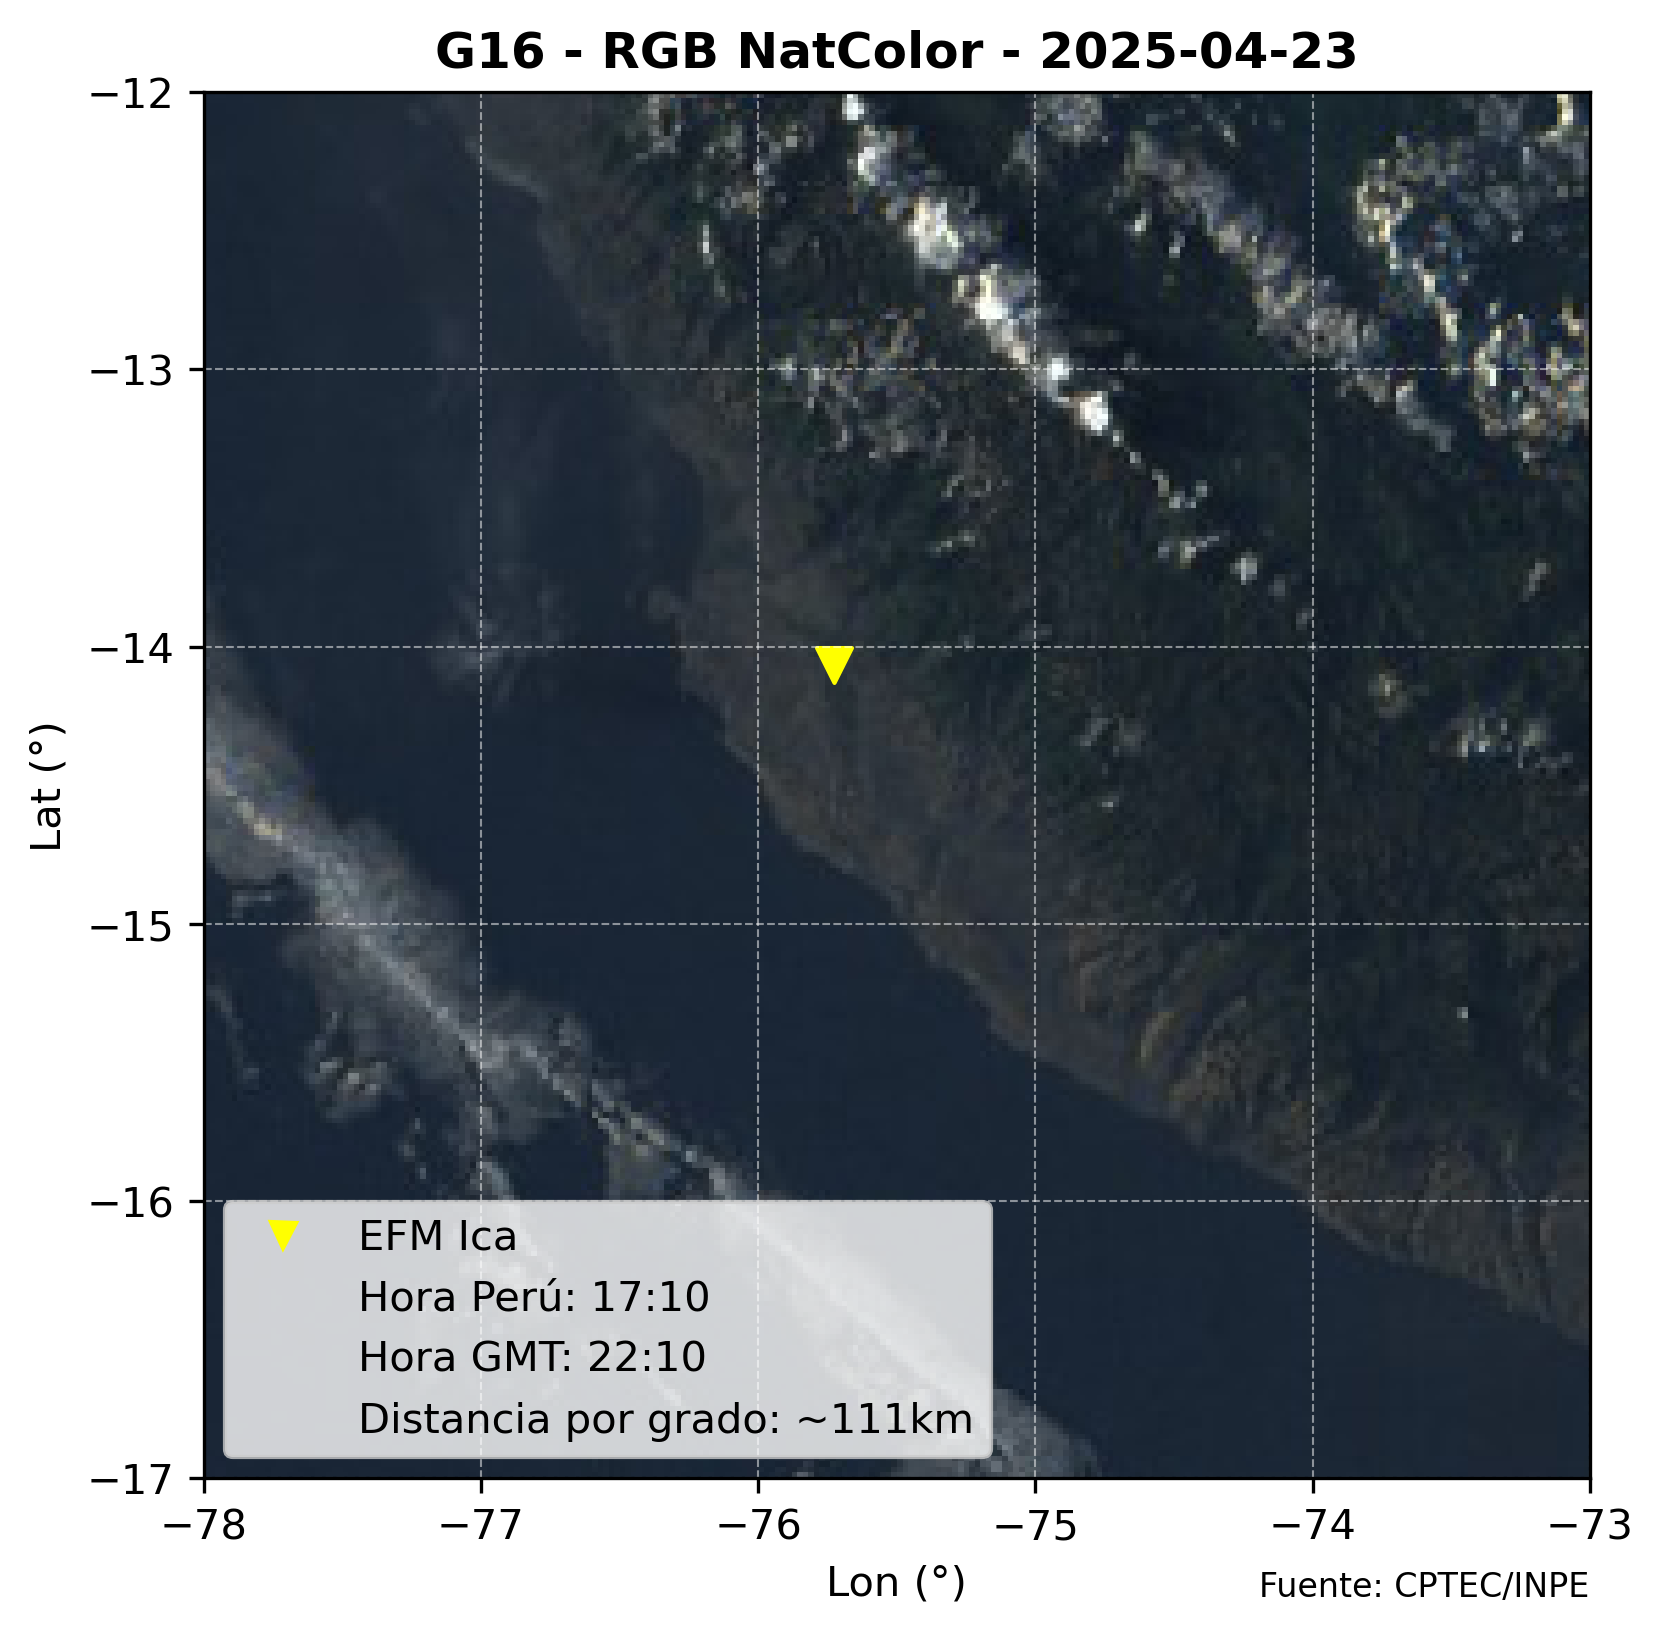 G16 - RGB NatColor - 2025-04-23
−12
−13
−14
−15
−16
−17
Lat (°)
EFM Ica
Hora Perú: 17:10
Hora GMT: 22:10
Distancia por grado: ~111km
−78 −77 −76 −75 −74 −73
Lon (°)
Fuente: CPTEC/INPE